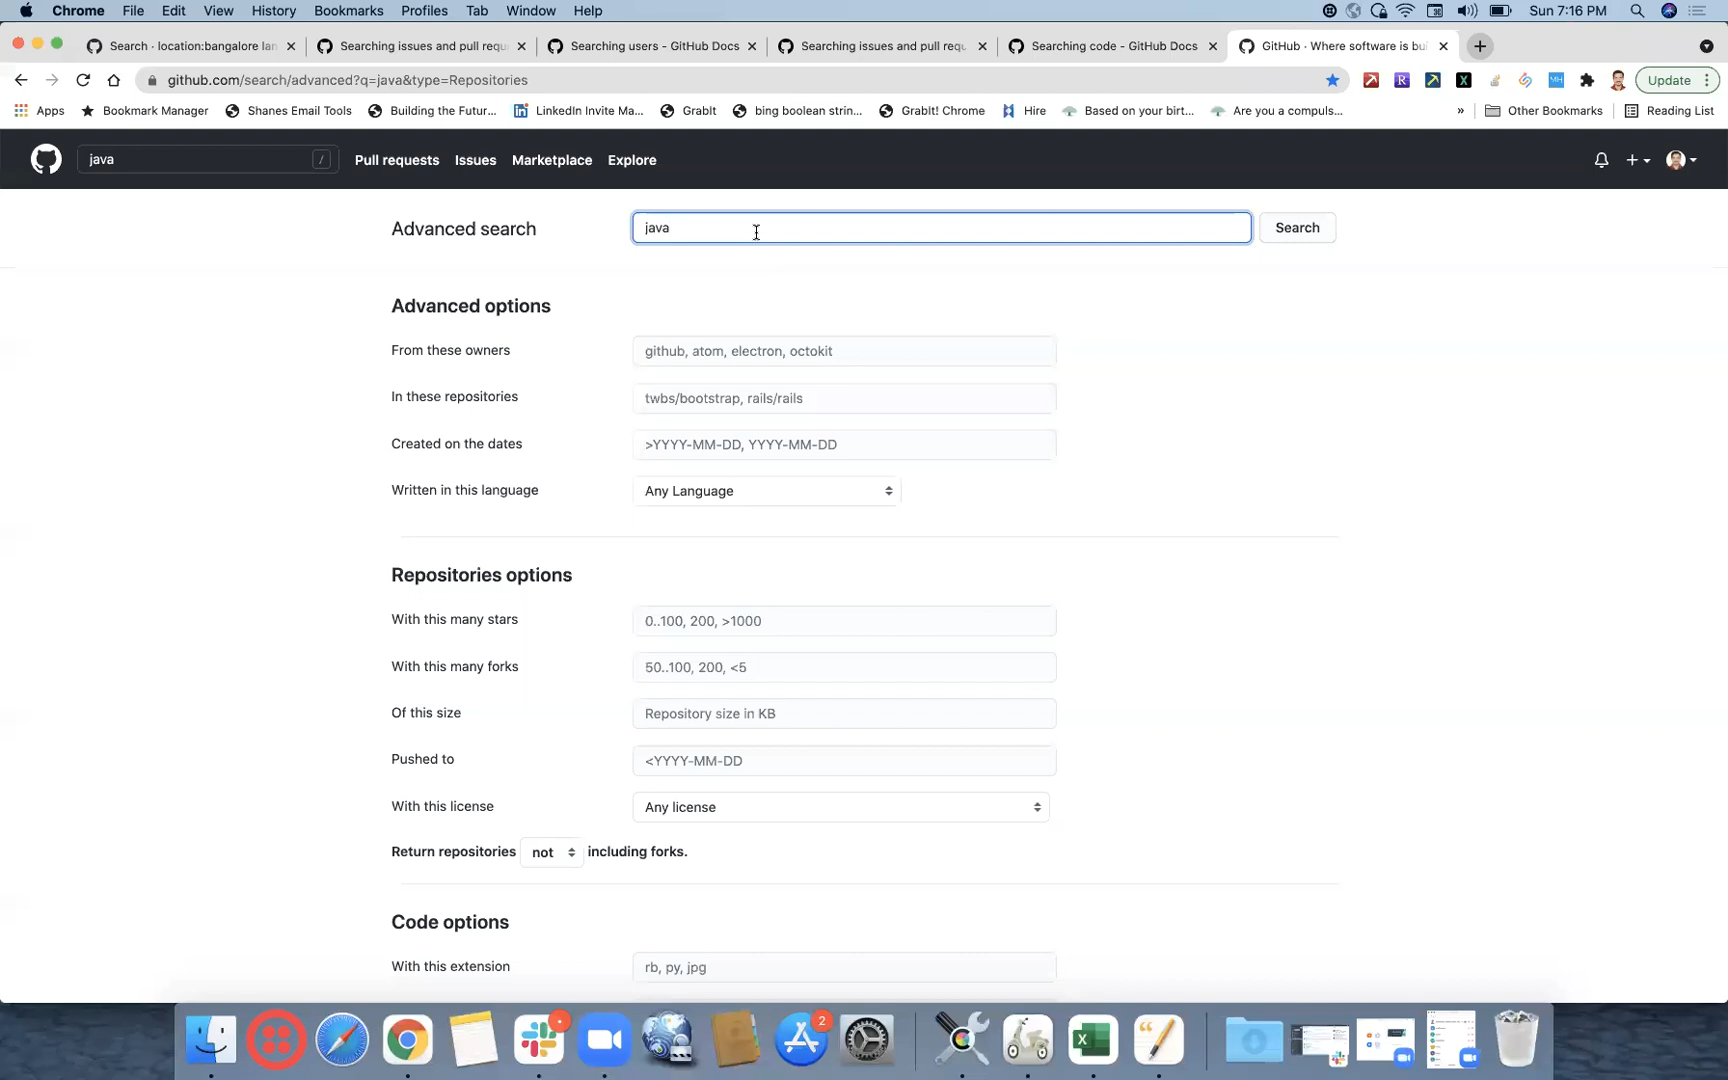 Chrome File Edit View History Bookmarks Profiles Tab Window Help Sun 7:16 PM
Search · location:bangalore lan × Searching issues and pull requ × Searching users - GitHub Docs × Searching issues and pull requ × Searching code - GitHub Docs × GitHub · Where software is bui × +
github.com/search/advanced?q=java&type=Repositories Update
Apps Bookmark Manager Shanes Email Tools Building the Futur... LinkedIn Invite Ma... GrabIt bing boolean strin... GrabIt! Chrome Hire Based on your birt... Are you a compuls... » Other Bookmarks Reading List
java / Pull requests Issues Marketplace Explore
Advanced search java Search
Advanced options
From these owners github, atom, electron, octokit
In these repositories twbs/bootstrap, rails/rails
Created on the dates >YYYY-MM-DD, YYYY-MM-DD
Written in this language Any Language
Repositories options
With this many stars 0..100, 200, >1000
With this many forks 50..100, 200, <5
Of this size Repository size in KB
Pushed to <YYYY-MM-DD
With this license Any license
Return repositories not including forks.
Code options
With this extension rb, py, jpg
2